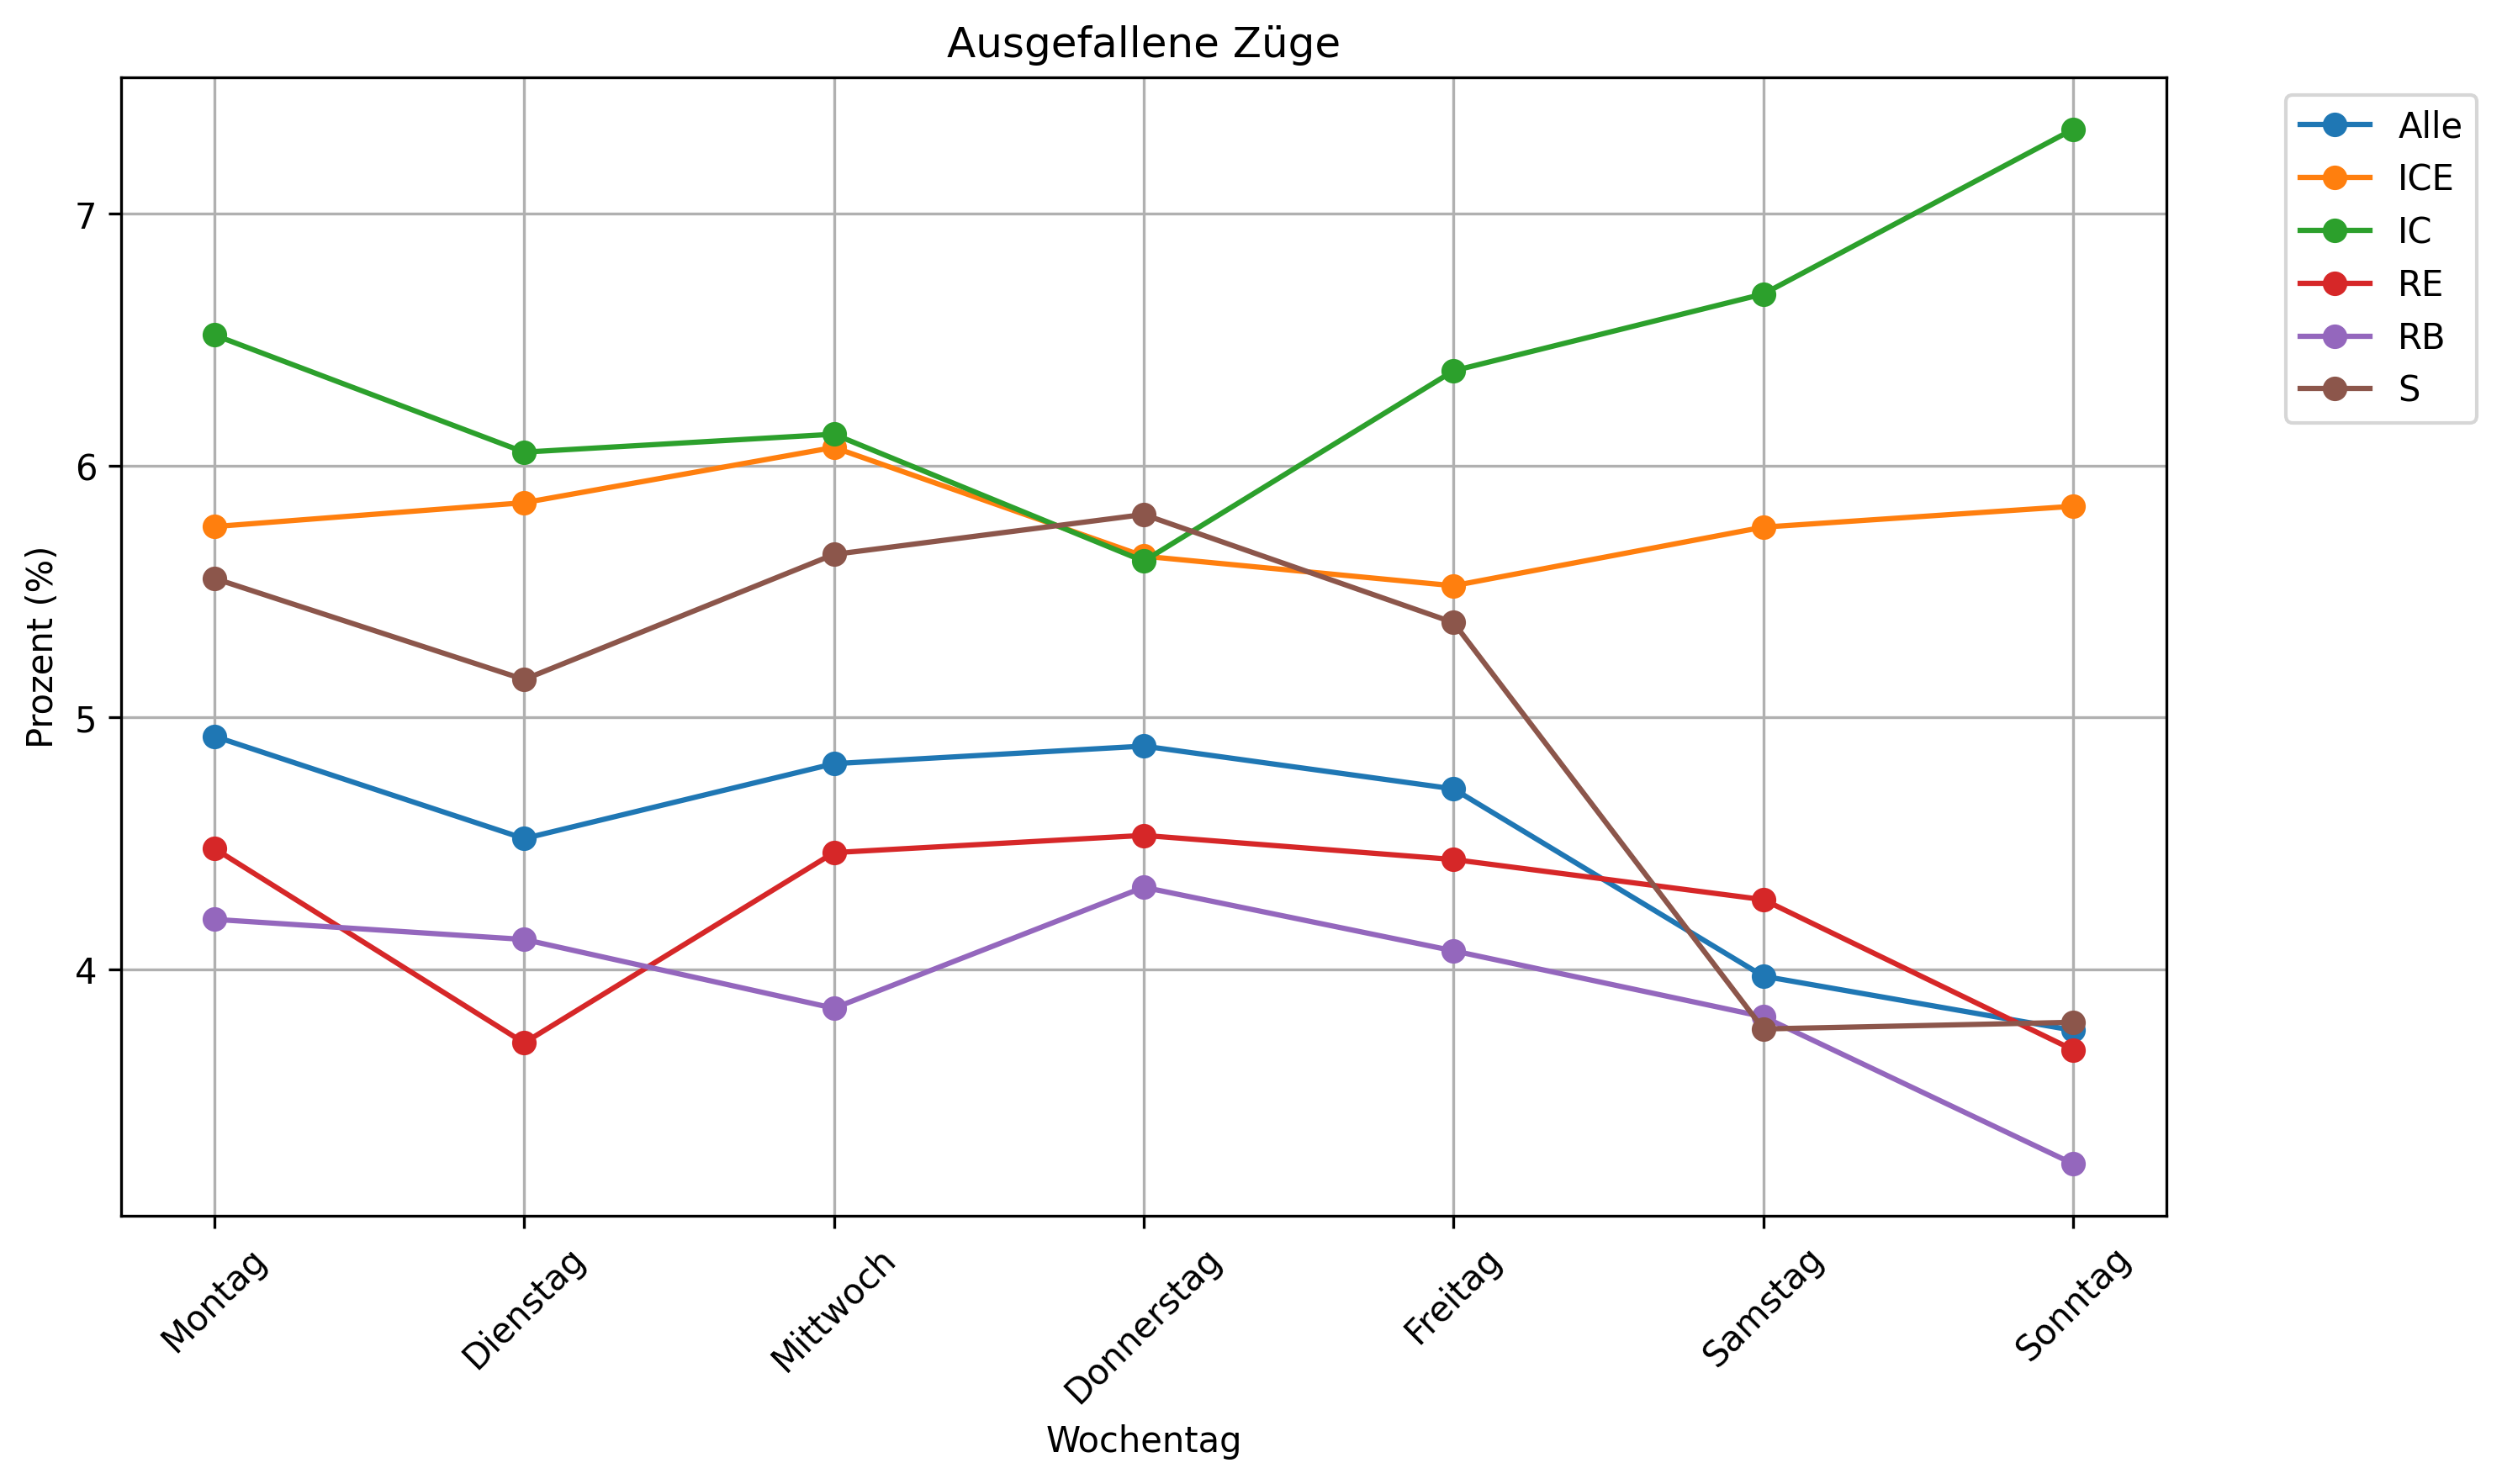 Ausgefallene Züge
Prozent (%)
7
6
5
4
Montag
Dienstag
Mittwoch
Donnerstag
Freitag
Samstag
Sonntag
Wochentag
Alle
ICE
IC
RE
RB
S